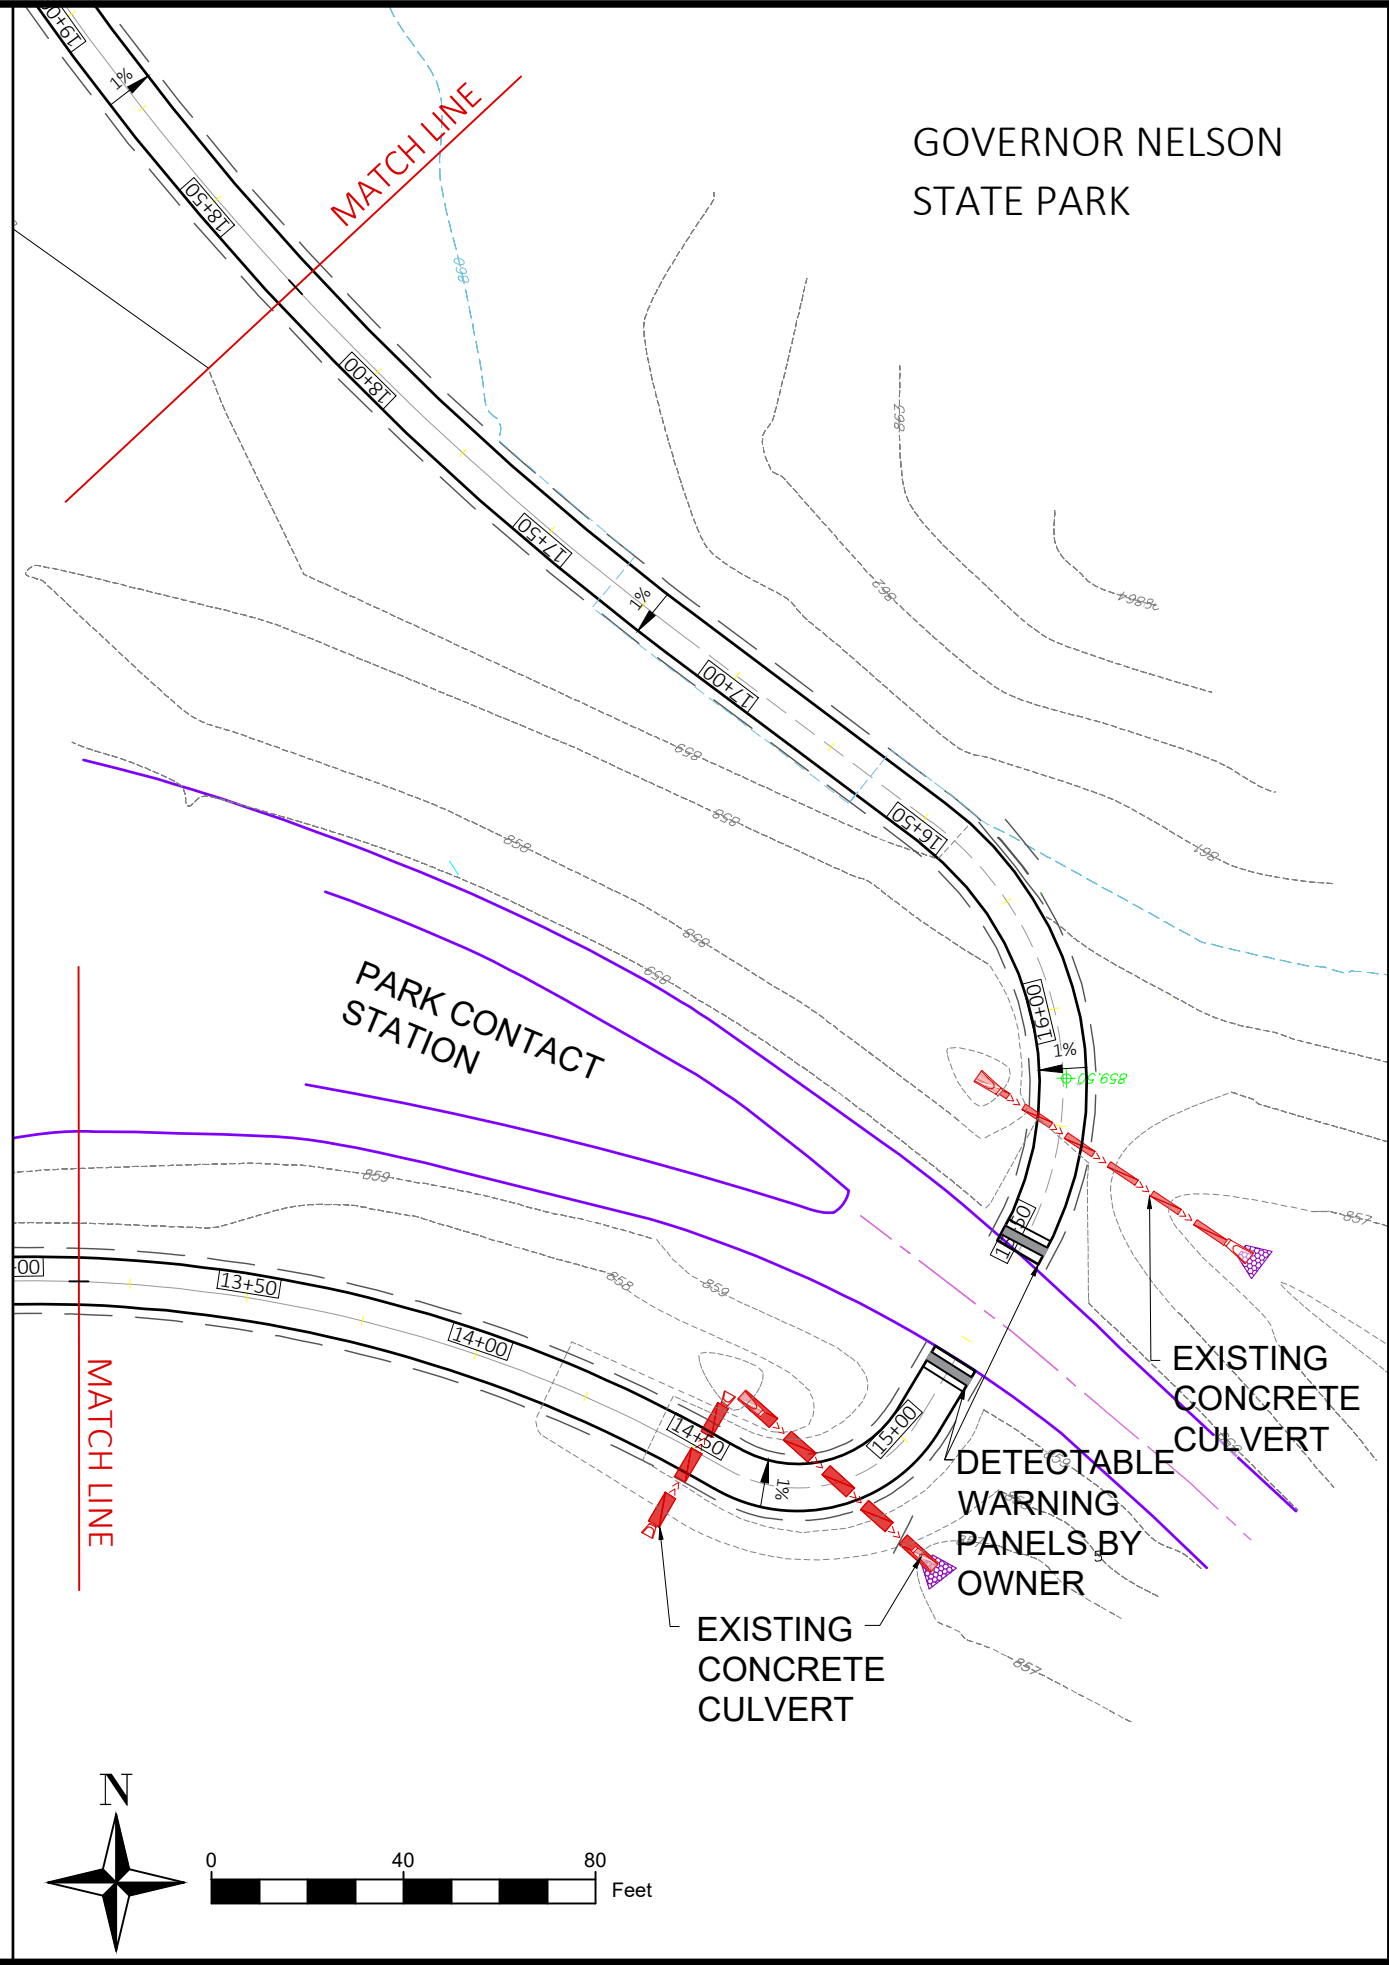 19+00
1%
MATCH LINE
GOVERNOR NELSON
STATE PARK
18+50
860
18+00
863
17+50
1%
862
864
17+00
859
858
16+50
858
861
858
859
PARK CONTACT
STATION
16+00
1%
859.50
859
857
+00
13+50
858
859
14+00
MATCH LINE
EXISTING
CONCRETE
CULVERT
14+50
15+00
1%
DETECTABLE
WARNING
PANELS BY
OWNER
859
EXISTING
CONCRETE
CULVERT
857
N
0 40 80
Feet